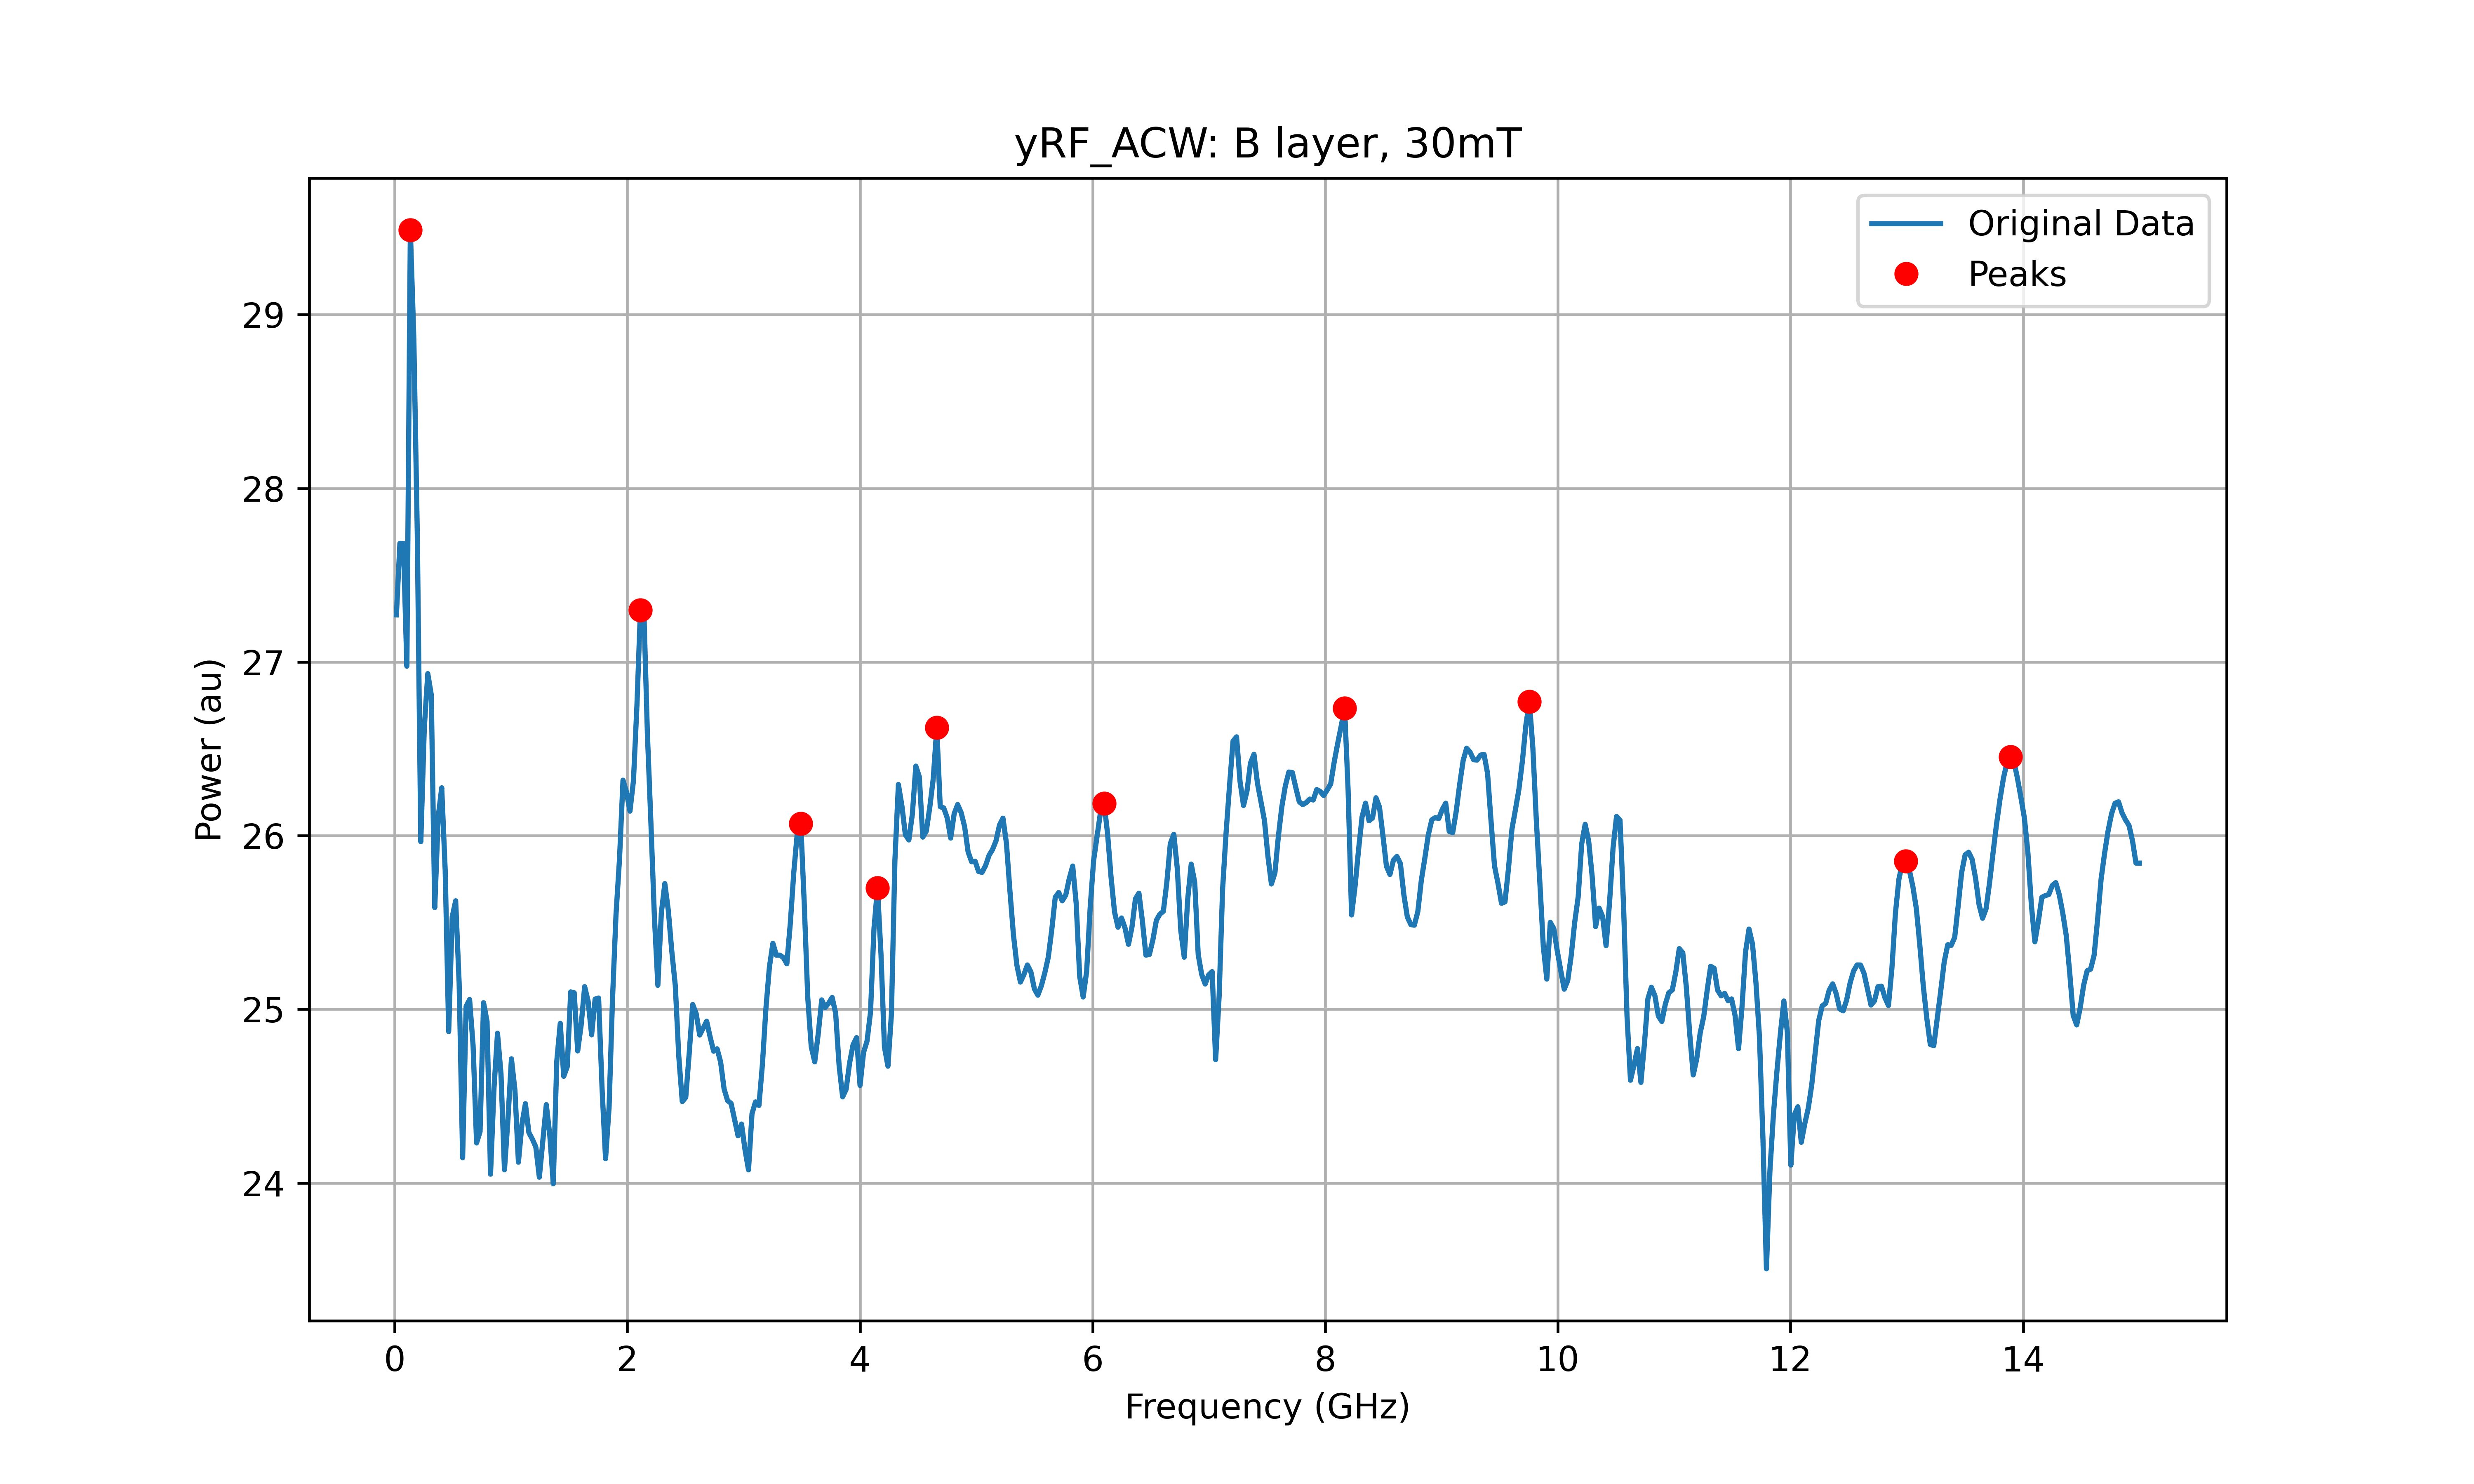 yRF_ACW: B layer, 30mT
Original Data
Peaks
Power (au)
29
28
27
26
25
24
0 2 4 6 8 10 12 14
Frequency (GHz)